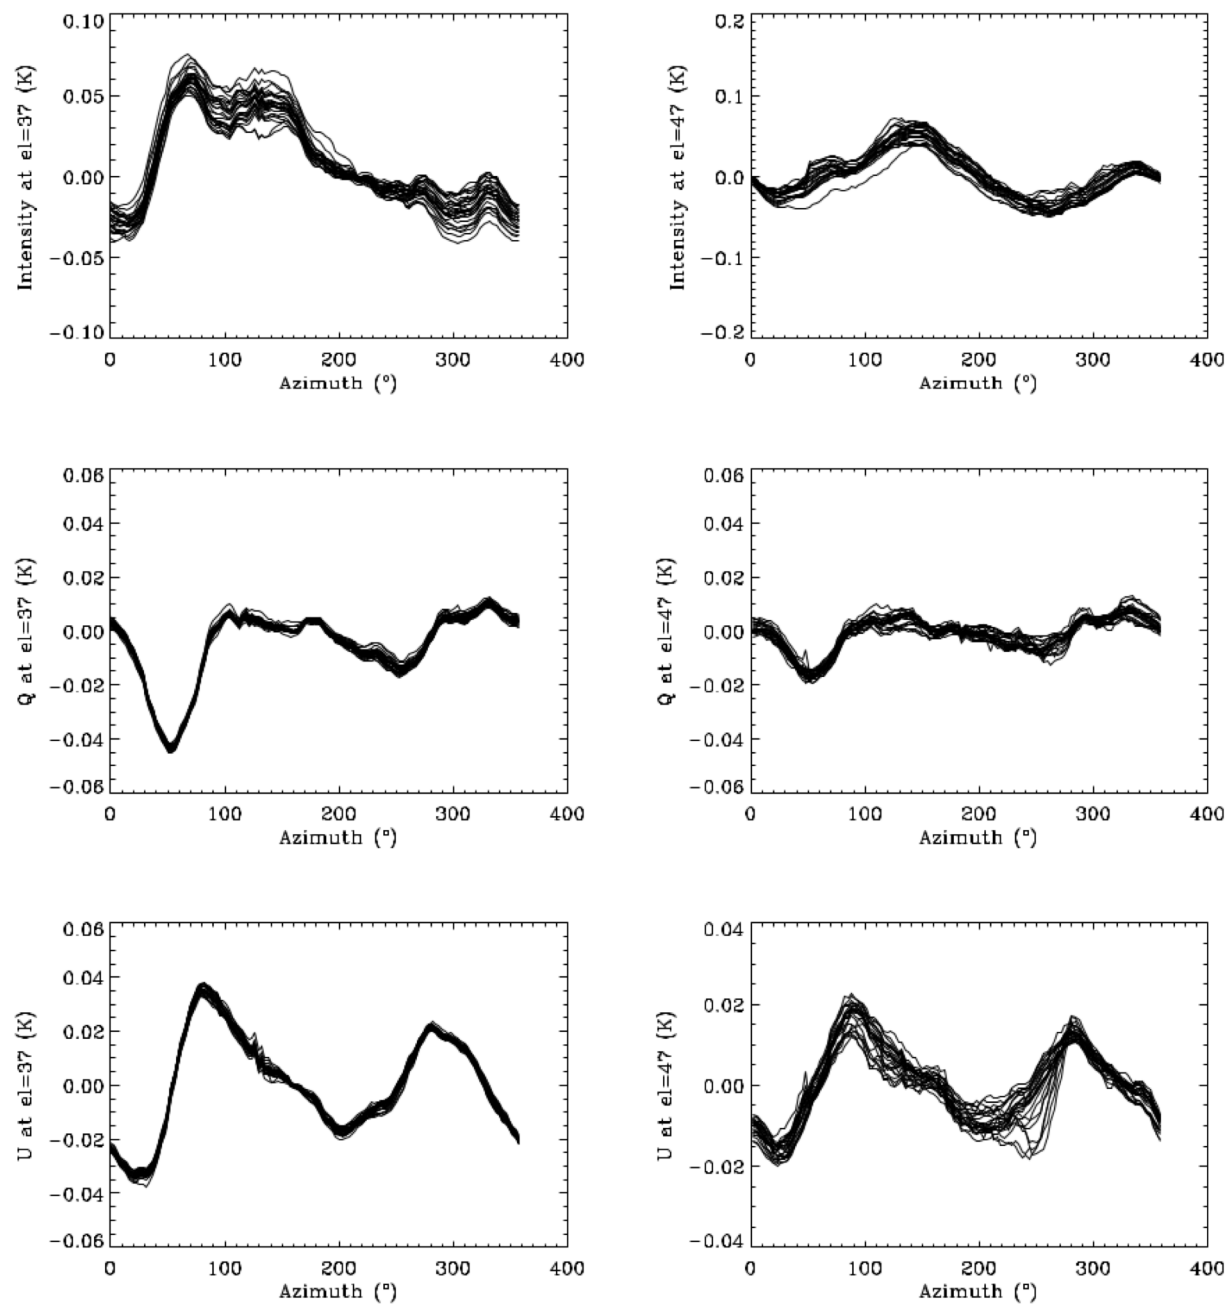 0.10
0.05
0.00
−0.05
−0.10
Intensity at el=37 (K)
0 100 200 300 400
Azimuth (°)
0.2
0.1
0.0
−0.1
−0.2
Intensity at el=47 (K)
0 100 200 300 400
Azimuth (°)
0.06
0.04
0.02
0.00
−0.02
−0.04
−0.06
Q at el=37 (K)
0 100 200 300 400
Azimuth (°)
0.06
0.04
0.02
0.00
−0.02
−0.04
−0.06
Q at el=47 (K)
0 100 200 300 400
Azimuth (°)
0.06
0.04
0.02
0.00
−0.02
−0.04
−0.06
U at el=37 (K)
0 100 200 300 400
Azimuth (°)
0.04
0.02
0.00
−0.02
−0.04
U at el=47 (K)
0 100 200 300 400
Azimuth (°)